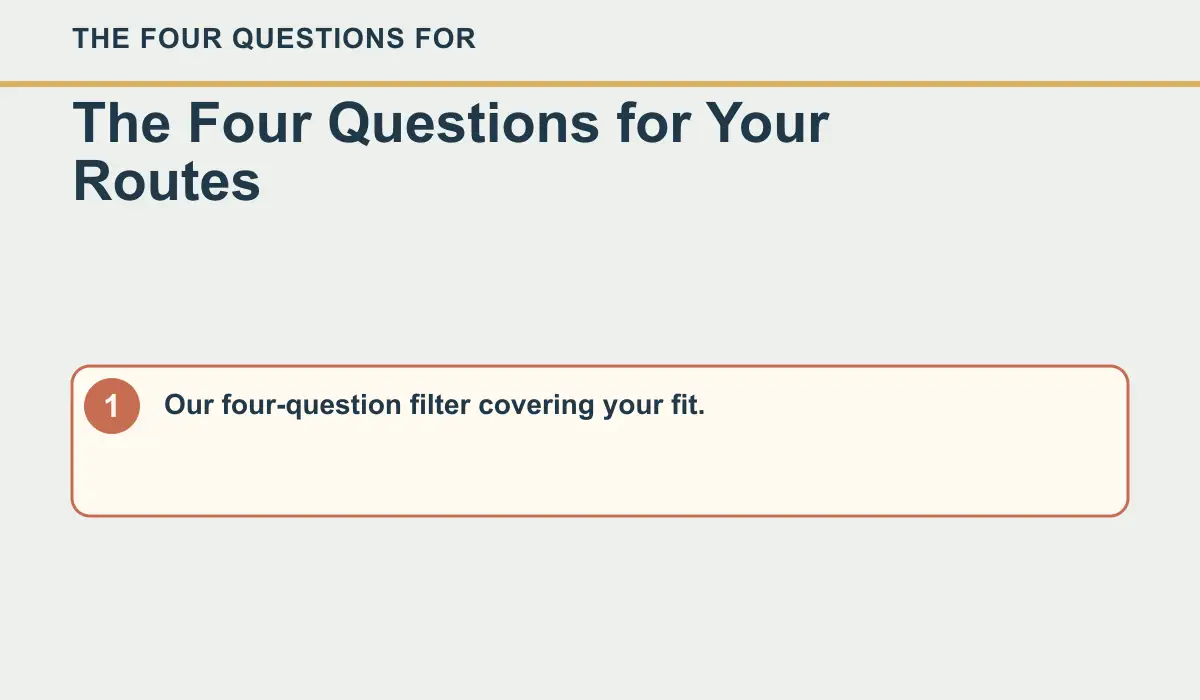 THE FOUR QUESTIONS FOR
The Four Questions for Your
Routes
1 Our four-question filter covering your fit.